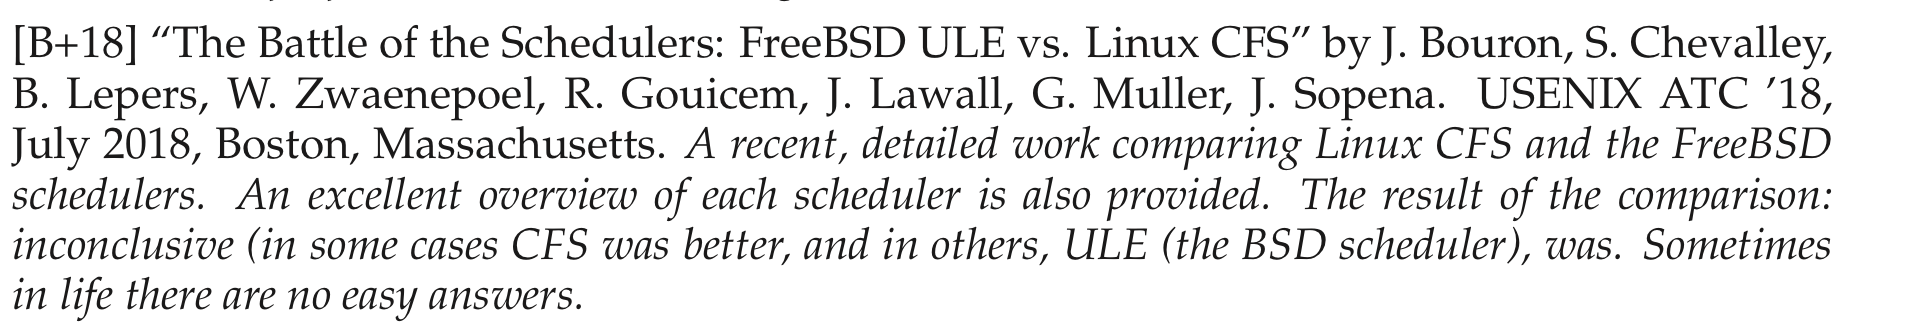 [B+18] “The Battle of the Schedulers: FreeBSD ULE vs. Linux CFS” by J. Bouron, S. Chevalley,
B. Lepers, W. Zwaenepoel, R. Gouicem, J. Lawall, G. Muller, J. Sopena. USENIX ATC ’18,
July 2018, Boston, Massachusetts. A recent, detailed work comparing Linux CFS and the FreeBSD
schedulers. An excellent overview of each scheduler is also provided. The result of the comparison:
inconclusive (in some cases CFS was better, and in others, ULE (the BSD scheduler), was. Sometimes
in life there are no easy answers.